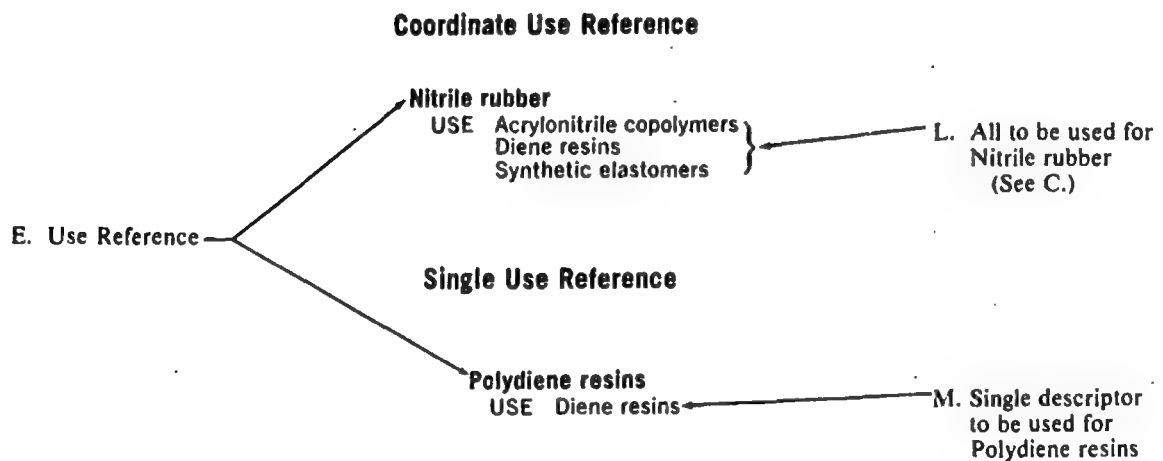 Coordinate Use Reference
Nitrile rubber
USE Acrylonitrile copolymers
Diene resins
Synthetic elastomers
L. All to be used for
Nitrile rubber
(See C.)
E. Use Reference
Single Use Reference
Polydiene resins
USE Diene resins
M. Single descriptor
to be used for
Polydiene resins